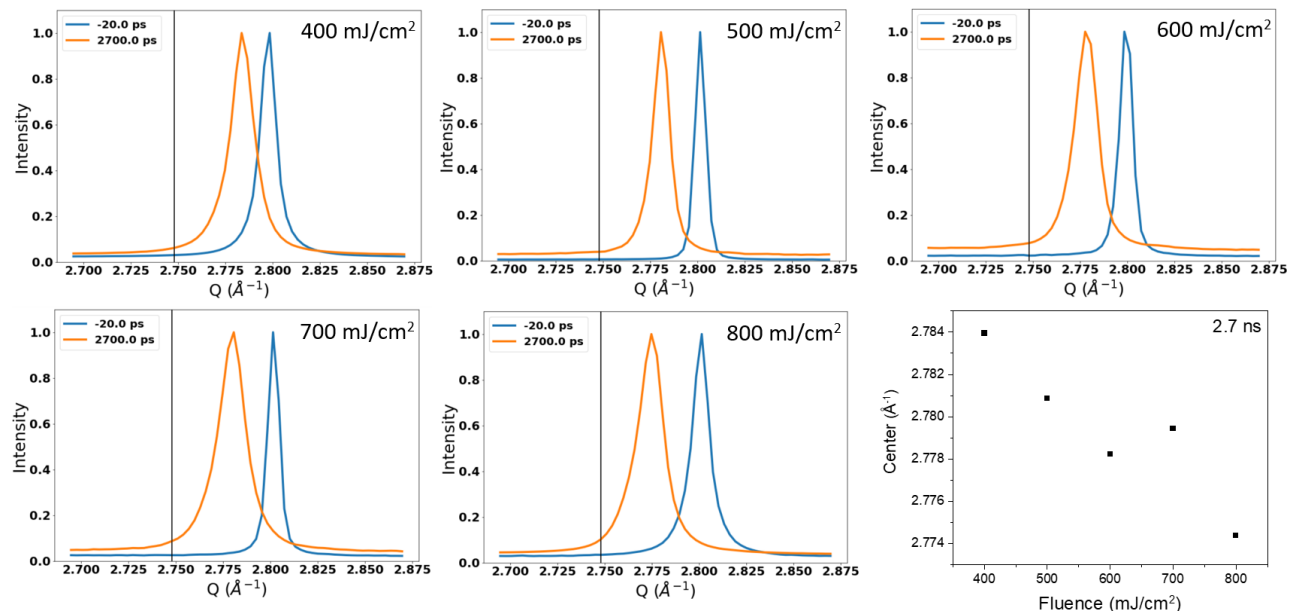 -20.0 ps
2700.0 ps
400 mJ/cm²
1.0
0.8
0.6
0.4
0.2
0.0
Intensity
2.700 2.725 2.750 2.775 2.800 2.825 2.850 2.875
Q (Å⁻¹)
-20.0 ps
2700.0 ps
500 mJ/cm²
1.0
0.8
0.6
0.4
0.2
0.0
Intensity
2.700 2.725 2.750 2.775 2.800 2.825 2.850 2.875
Q (Å⁻¹)
-20.0 ps
2700.0 ps
600 mJ/cm²
1.0
0.8
0.6
0.4
0.2
0.0
Intensity
2.700 2.725 2.750 2.775 2.800 2.825 2.850 2.875
Q (Å⁻¹)
-20.0 ps
2700.0 ps
700 mJ/cm²
1.0
0.8
0.6
0.4
0.2
0.0
Intensity
2.700 2.725 2.750 2.775 2.800 2.825 2.850 2.875
Q (Å⁻¹)
-20.0 ps
2700.0 ps
800 mJ/cm²
1.0
0.8
0.6
0.4
0.2
0.0
Intensity
2.700 2.725 2.750 2.775 2.800 2.825 2.850 2.875
Q (Å⁻¹)
2.7 ns
2.784
2.782
2.780
2.778
2.776
2.774
Center (Å⁻¹)
400 500 600 700 800
Fluence (mJ/cm²)